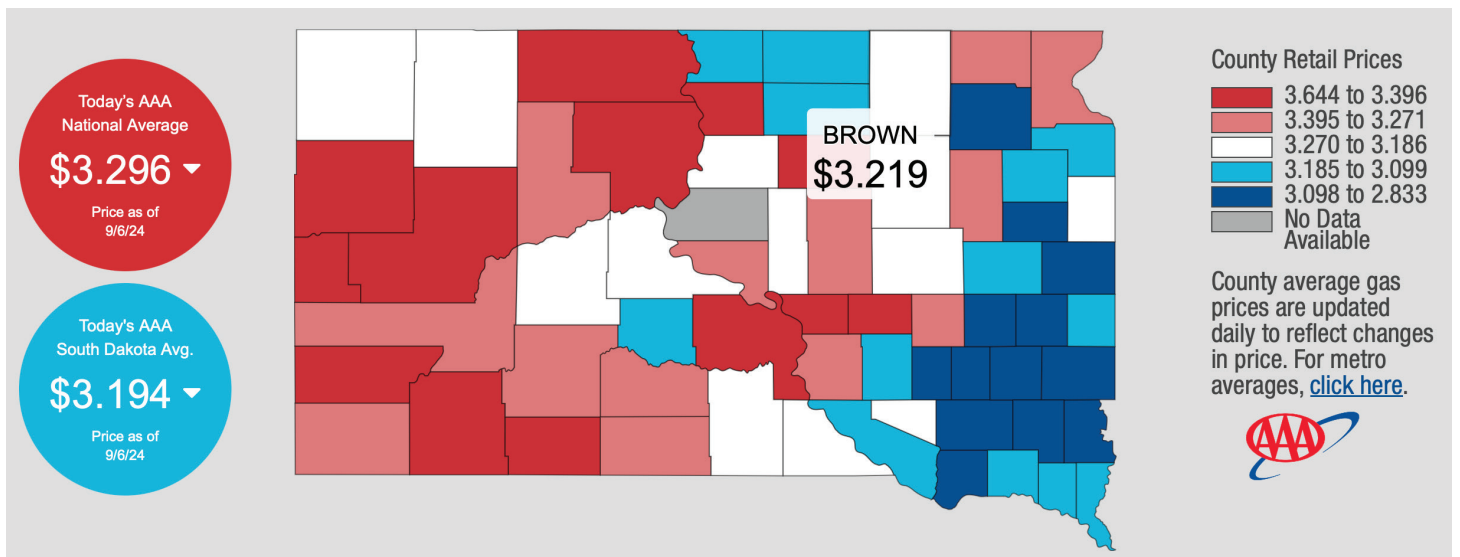 Today's AAA
National Average
$3.296
Price as of
9/6/24
Today's AAA
South Dakota Avg.
$3.194
Price as of
9/6/24
BROWN
$3.219
County Retail Prices
3.644 to 3.396
3.395 to 3.271
3.270 to 3.186
3.185 to 3.099
3.098 to 2.833
No Data
Available
County average gas
prices are updated
daily to reflect changes
in price. For metro
averages, click here.
AAA